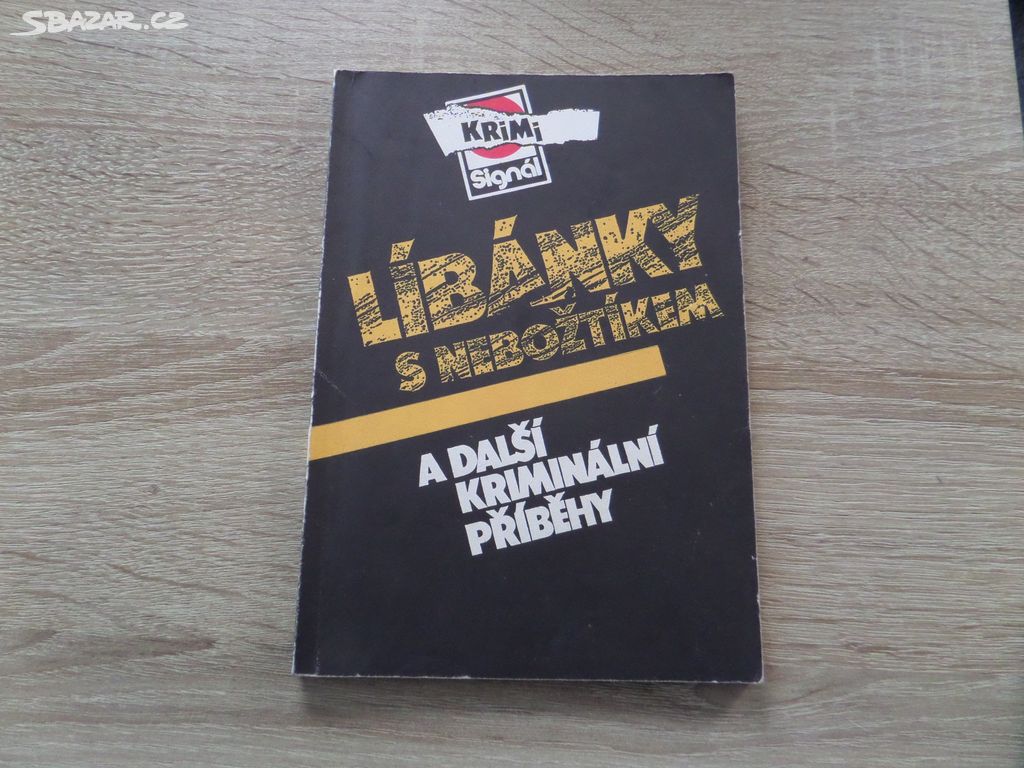 SBAZAR.CZ
KRiMi
Signál
LÍBÁNKY
S NEBOŽTÍKEM
A DALŠÍ
KRIMINÁLNÍ
PŘÍBĚHY